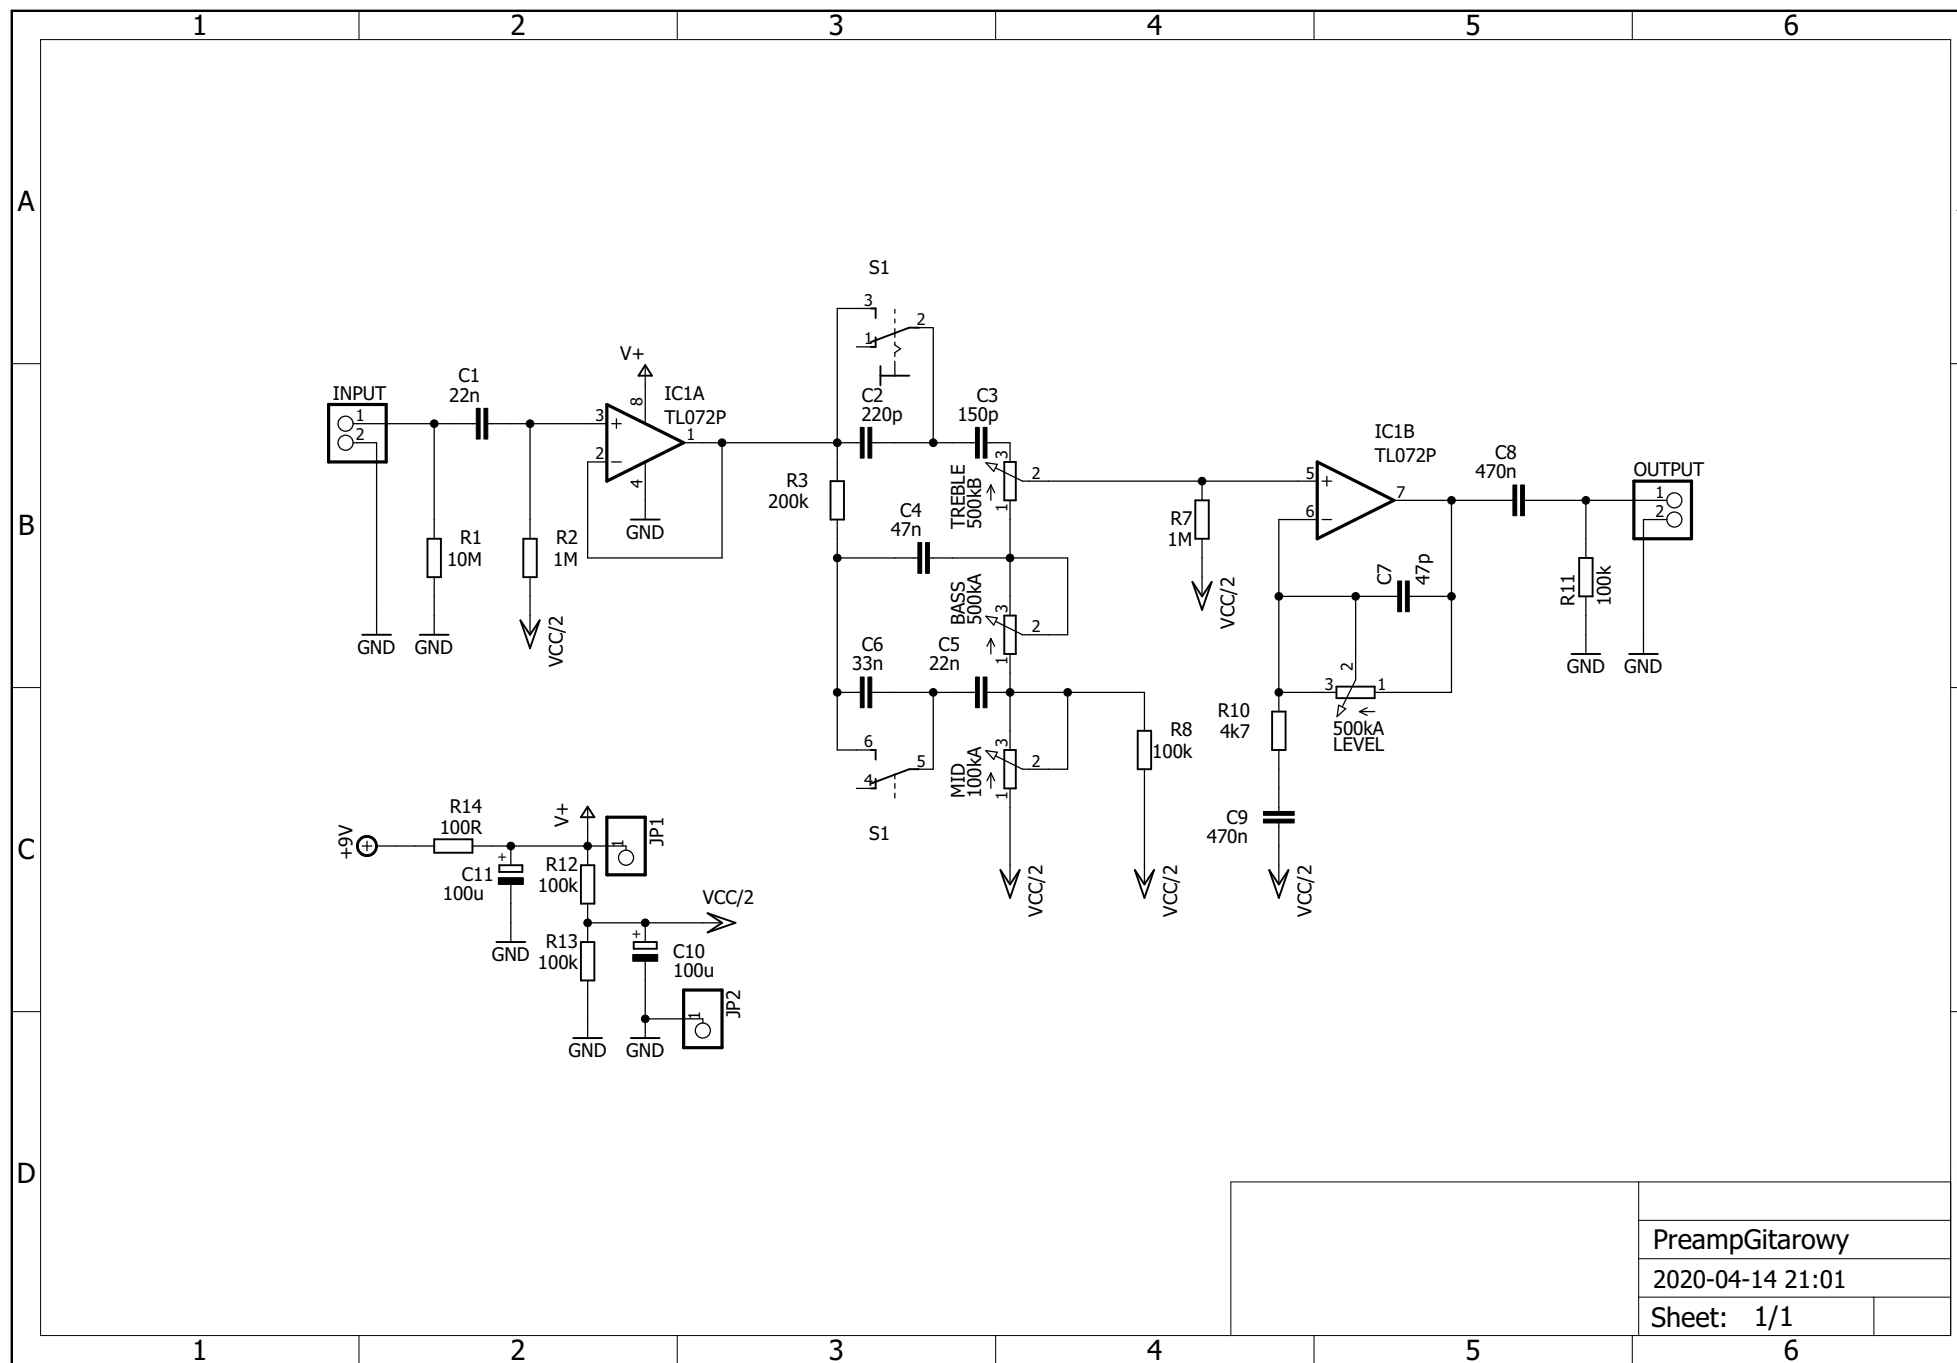 1 2 3 4 5 6
A
B
C
D
S1
3
2
1
V+
INPUT
1
2
C1
22n
8
IC1A
TL072P
3
+
1
2
−
4
GND
C2
220p
C3
150p
R3
200k
3
TREBLE
500kB
2
1
C4
47n
R1
10M
R2
1M
GND
GND
VCC/2
BASS
500kA
3
2
1
C6
33n
C5
22n
6
5
4
S1
MID
100kA
3
2
1
R8
100k
VCC/2
VCC/2
VCC/2
R7
1M
VCC/2
IC1B
TL072P
5
+
7
6
−
C8
470n
OUTPUT
1
2
C7
47p
R11
100k
GND
GND
2
3
1
500kA
LEVEL
R10
4k7
C9
470n
+9V
R14
100R
V+
JP1
1
+
C11
100u
R12
100k
VCC/2
GND
R13
100k
+
C10
100u
JP2
1
GND
GND
PreampGitarowy
2020-04-14 21:01
Sheet: 1/1
1 2 3 4 5 6